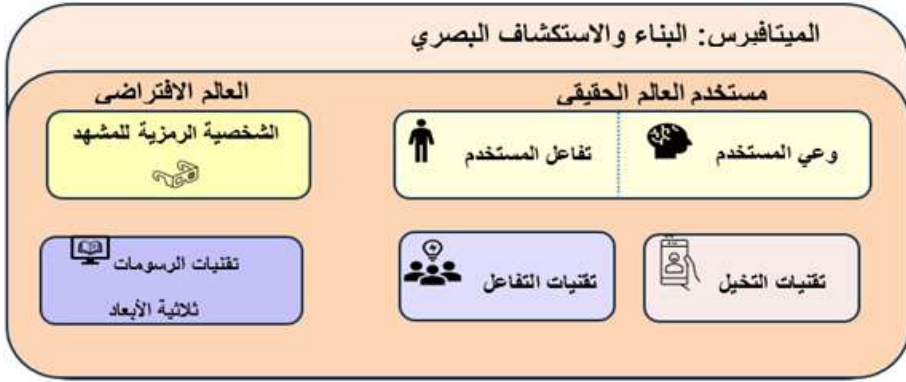 الميتافيرس: البناء والاستكشاف البصري
مستخدم العالم الحقيقي
العالم الافتراضى
وعي المستخدم
تفاعل المستخدم
الشخصية الرمزية للمشهد
تقنيات التخيل
تقنيات التفاعل
تقنيات الرسومات
ثلاثية الأبعاد